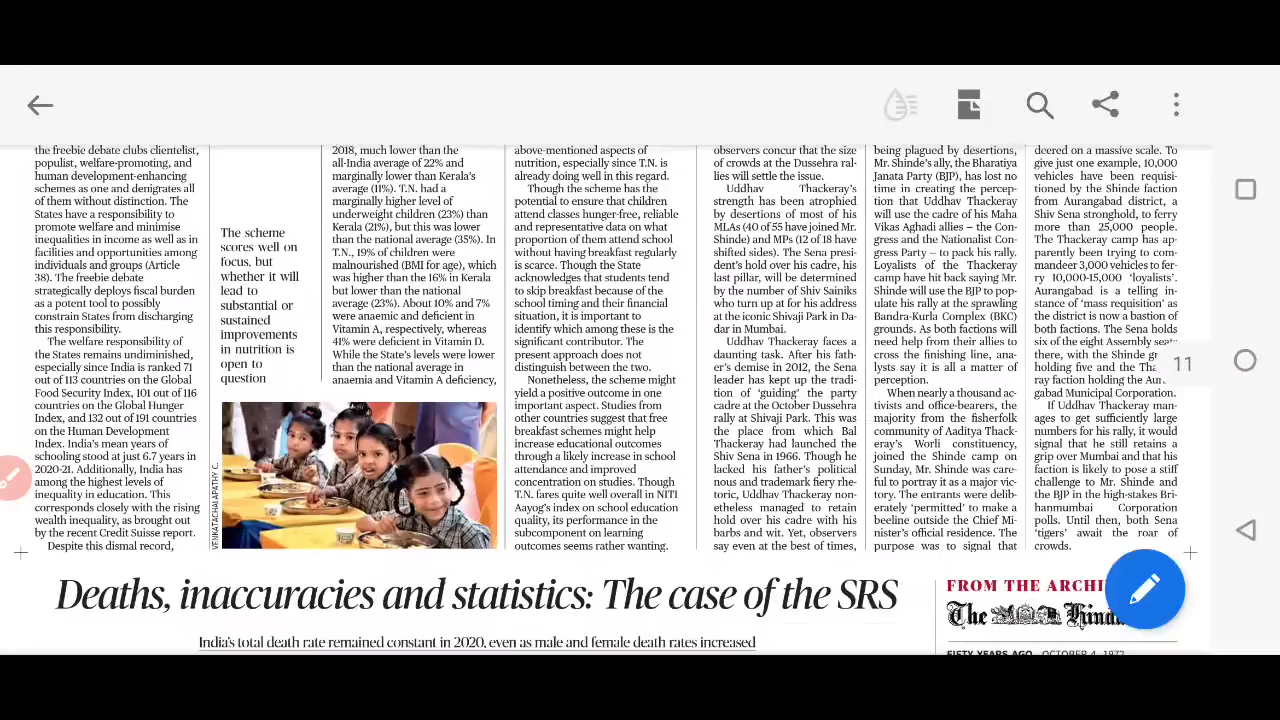 the freebie debate clubs clientelist,
populist, welfare-promoting, and
human development-enhancing
schemes as one and denigrates all
of them without distinction. The
States have a responsibility to
promote welfare and minimise
inequalities in income as well as in
facilities and opportunities among
individuals and groups (Article
38). The freebie debate
strategically deploys fiscal burden
as a potent tool to possibly
constrain States from discharging
this responsibility.
The welfare responsibility of
the States remains undiminished,
especially since India is ranked 71
out of 113 countries on the Global
Food Security Index, 101 out of 116
countries on the Global Hunger
Index, and 132 out of 191 countries
on the Human Development
Index. India's mean years of
schooling stood at just 6.7 years in
2020-21. Additionally, India has
among the highest levels of
inequality in education. This
corresponds closely with the rising
wealth inequality, as brought out
by the recent Credit Suisse report.
Despite this dismal record,
The scheme
scores well on
focus, but
whether it will
lead to
substantial or
sustained
improvements
in nutrition is
open to
question
2018, much lower than the
all-India average of 22% and
marginally lower than Kerala's
average (11%). T.N. had a
marginally higher level of
underweight children (23%) than
Kerala (21%), but this was lower
than the national average (35%). In
T.N., 19% of children were
malnourished (BMI for age), which
was higher than the 16% in Kerala
but lower than the national
average (23%). About 10% and 7%
were anaemic and deficient in
Vitamin A, respectively, whereas
41% were deficient in Vitamin D.
While the State's levels were lower
than the national average in
anaemia and Vitamin A deficiency,
VENKATACHALAPATHY C.
above-mentioned aspects of
nutrition, especially since T.N. is
already doing well in this regard.
Though the scheme has the
potential to ensure that children
attend classes hunger-free, reliable
and representative data on what
proportion of them attend school
without having breakfast regularly
is scarce. Though the State
acknowledges that students tend
to skip breakfast because of the
school timing and their financial
situation, it is important to
identify which among these is the
significant contributor. The
present approach does not
distinguish between the two.
Nonetheless, the scheme might
yield a positive outcome in one
important aspect. Studies from
other countries suggest that free
breakfast schemes might help
increase educational outcomes
through a likely increase in school
attendance and improved
concentration on studies. Though
T.N. fares quite well overall in NITI
Aayog's index on school education
quality, its performance in the
subcomponent on learning
outcomes seems rather wanting.
observers concur that the size
of crowds at the Dussehra ral-
lies will settle the issue.
Uddhav Thackeray's
strength has been atrophied
by desertions of most of his
MLAs (40 of 55 have joined Mr.
Shinde) and MPs (12 of 18 have
shifted sides). The Sena presi-
dent's hold over his cadre, his
last pillar, will be determined
by the number of Shiv Sainiks
who turn up at for his address
at the iconic Shivaji Park in Da-
dar in Mumbai.
Uddhav Thackeray faces a
daunting task. After his fath-
er's demise in 2012, the Sena
leader has kept up the tradi-
tion of 'guiding' the party
cadre at the October Dussehra
rally at Shivaji Park. This was
the place from which Bal
Thackeray had launched the
Shiv Sena in 1966. Though he
lacked his father's political
nous and trademark fiery rhe-
toric, Uddhav Thackeray non-
etheless managed to retain
hold over his cadre with his
barbs and wit. Yet, observers
say even at the best of times,
being plagued by desertions,
Mr. Shinde's ally, the Bharatiya
Janata Party (BJP), has lost no
time in creating the percep-
tion that Uddhav Thackeray
will use the cadre of his Maha
Vikas Aghadi allies – the Con-
gress and the Nationalist Con-
gress Party – to pack his rally.
Loyalists of the Thackeray
camp have hit back saying Mr.
Shinde will use the BJP to pop-
ulate his rally at the sprawling
Bandra-Kurla Complex (BKC)
grounds. As both factions will
need help from their allies to
cross the finishing line, ana-
lysts say it is all a matter of
perception.
When nearly a thousand ac-
tivists and office-bearers, the
majority from the fisherfolk
community of Aaditya Thack-
eray's Worli constituency,
joined the Shinde camp on
Sunday, Mr. Shinde was care-
ful to portray it as a major vic-
tory. The entrants were delib-
erately 'permitted' to make a
beeline outside the Chief Mi-
nister's official residence. The
purpose was to signal that
deered on a massive scale. To
give just one example, 10,000
vehicles have been requisi-
tioned by the Shinde faction
from Aurangabad district, a
Shiv Sena stronghold, to ferry
more than 25,000 people.
The Thackeray camp has ap-
parently been trying to com-
mandeer 3,000 vehicles to fer-
ry 10,000-15,000 'loyalists'.
Aurangabad is a telling in-
stance of 'mass requisition' as
the district is now a bastion of
both factions. The Sena holds
six of the eight Assembly seats
there, with the Shinde
holding five and the
ray faction holding the
gabad Municipal Corporation.
If Uddhav Thackeray man-
ages to get sufficiently large
numbers for his rally, it would
signal that he still retains a
grip over Mumbai and that his
faction is likely to pose a stiff
challenge to Mr. Shinde and
the BJP in the high-stakes Bri-
hanmumbai Corporation
polls. Until then, both Sena
'tigers' await the roar of
crowds.
11
Deaths, inaccuracies and statistics: The case of the SRS
India's total death rate remained constant in 2020, even as male and female death rates increased
FROM THE ARCHI
The Hindu
FIFTY YEARS AGO OCTOBER 4, 1972